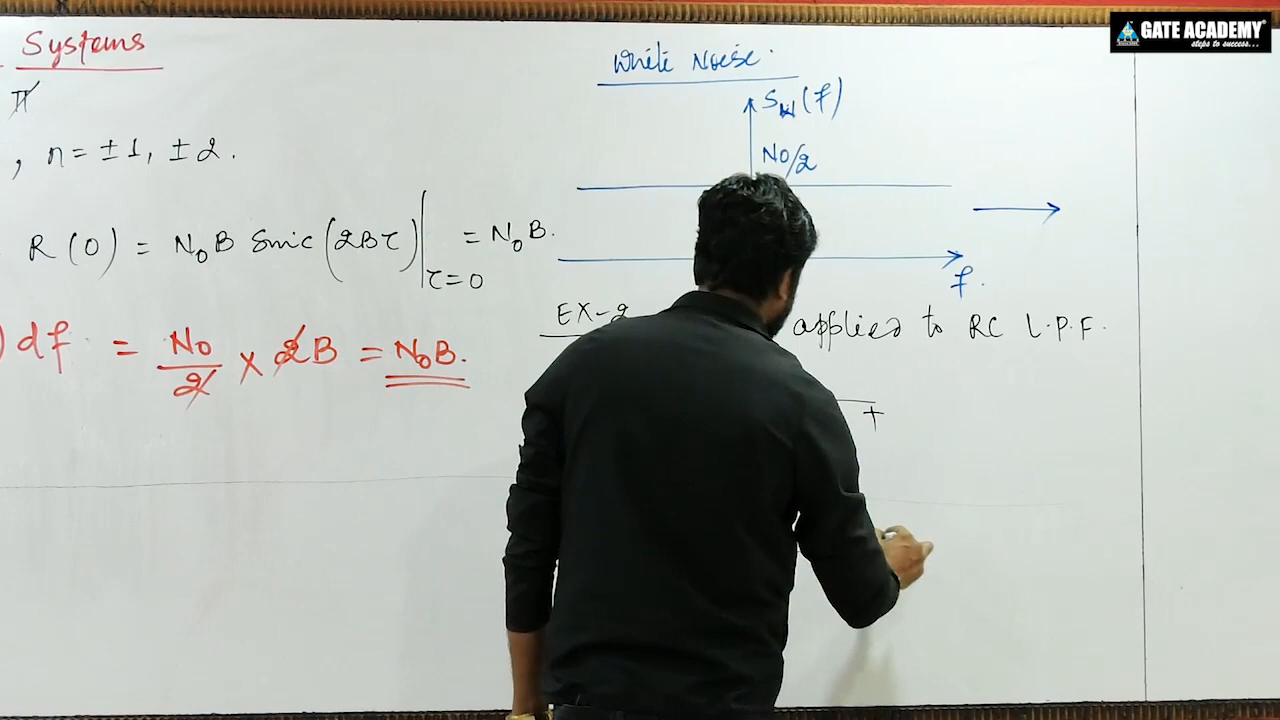 Systems
π
, n = ±1, ±2.
R(0) = N₀B Sinc(2Bτ)|τ=0 = N₀B.
) df = N₀/2 × 2B = N₀B.
White Noise.
S_N(f)
N₀/2
f.
EX-2
applied to RC L.P.F.
+
GATE ACADEMY
steps to success...